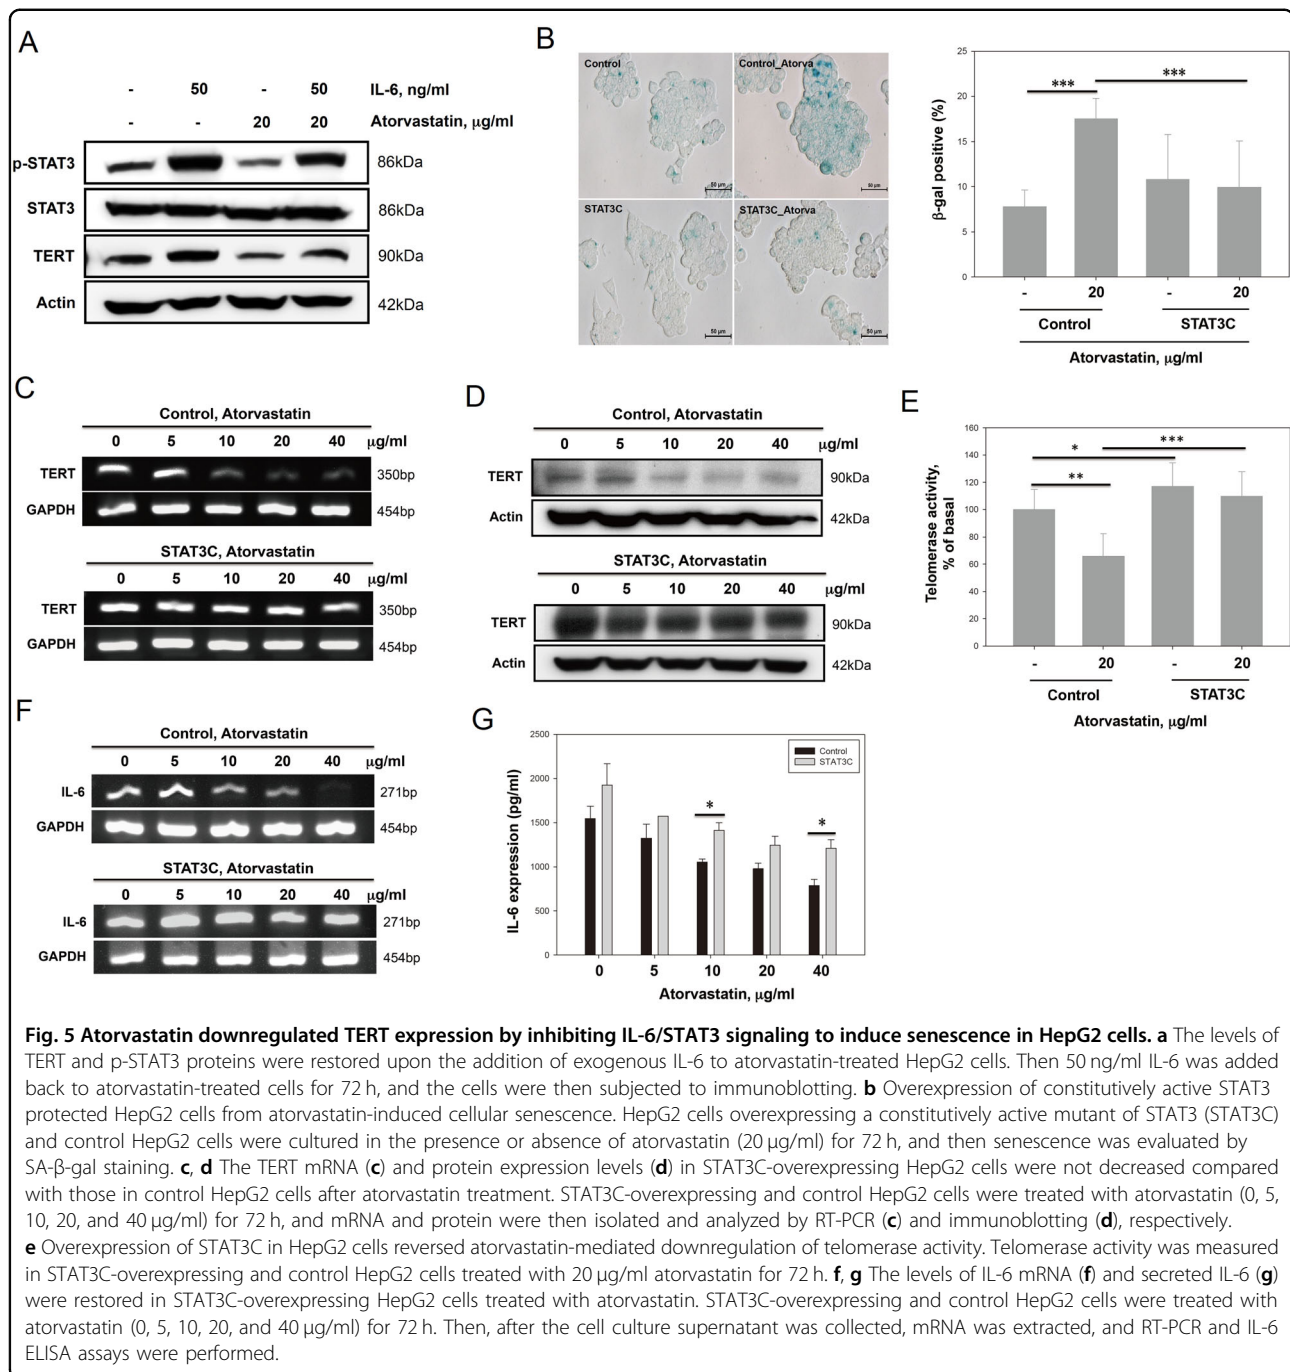 A
- 50 - 50 IL-6, ng/ml
- - 20 20 Atorvastatin, μg/ml
p-STAT3 86kDa
STAT3 86kDa
TERT 90kDa
Actin 42kDa
B
Control Control_Atorva
50 μm 50 μm
STAT3C STAT3C_Atorva
50 μm 50 μm
β-gal positive (%)
25
20
15
10
5
0
*** ***
- 20 - 20
Control STAT3C
Atorvastatin, μg/ml
C
Control, Atorvastatin
0 5 10 20 40 μg/ml
TERT 350bp
GAPDH 454bp
STAT3C, Atorvastatin
0 5 10 20 40 μg/ml
TERT 350bp
GAPDH 454bp
D
Control, Atorvastatin
0 5 10 20 40 μg/ml
TERT 90kDa
Actin 42kDa
STAT3C, Atorvastatin
0 5 10 20 40 μg/ml
TERT 90kDa
Actin 42kDa
E
Telomerase activity,
% of basal
160
140
120
100
80
60
40
20
0
* ***
**
- 20 - 20
Control STAT3C
Atorvastatin, μg/ml
F
Control, Atorvastatin
0 5 10 20 40 μg/ml
IL-6 271bp
GAPDH 454bp
STAT3C, Atorvastatin
0 5 10 20 40 μg/ml
IL-6 271bp
GAPDH 454bp
G
IL-6 expression (pg/ml)
2500
2000
1500
1000
500
0
Control
STAT3C
* *
0 5 10 20 40
Atorvastatin, μg/ml
Fig. 5 Atorvastatin downregulated TERT expression by inhibiting IL-6/STAT3 signaling to induce senescence in HepG2 cells. a The levels of
TERT and p-STAT3 proteins were restored upon the addition of exogenous IL-6 to atorvastatin-treated HepG2 cells. Then 50 ng/ml IL-6 was added
back to atorvastatin-treated cells for 72 h, and the cells were then subjected to immunoblotting. b Overexpression of constitutively active STAT3
protected HepG2 cells from atorvastatin-induced cellular senescence. HepG2 cells overexpressing a constitutively active mutant of STAT3 (STAT3C)
and control HepG2 cells were cultured in the presence or absence of atorvastatin (20 μg/ml) for 72 h, and then senescence was evaluated by
SA-β-gal staining. c, d The TERT mRNA (c) and protein expression levels (d) in STAT3C-overexpressing HepG2 cells were not decreased compared
with those in control HepG2 cells after atorvastatin treatment. STAT3C-overexpressing and control HepG2 cells were treated with atorvastatin (0, 5,
10, 20, and 40 μg/ml) for 72 h, and mRNA and protein were then isolated and analyzed by RT-PCR (c) and immunoblotting (d), respectively.
e Overexpression of STAT3C in HepG2 cells reversed atorvastatin-mediated downregulation of telomerase activity. Telomerase activity was measured
in STAT3C-overexpressing and control HepG2 cells treated with 20 μg/ml atorvastatin for 72 h. f, g The levels of IL-6 mRNA (f) and secreted IL-6 (g)
were restored in STAT3C-overexpressing HepG2 cells treated with atorvastatin. STAT3C-overexpressing and control HepG2 cells were treated with
atorvastatin (0, 5, 10, 20, and 40 μg/ml) for 72 h. Then, after the cell culture supernatant was collected, mRNA was extracted, and RT-PCR and IL-6
ELISA assays were performed.